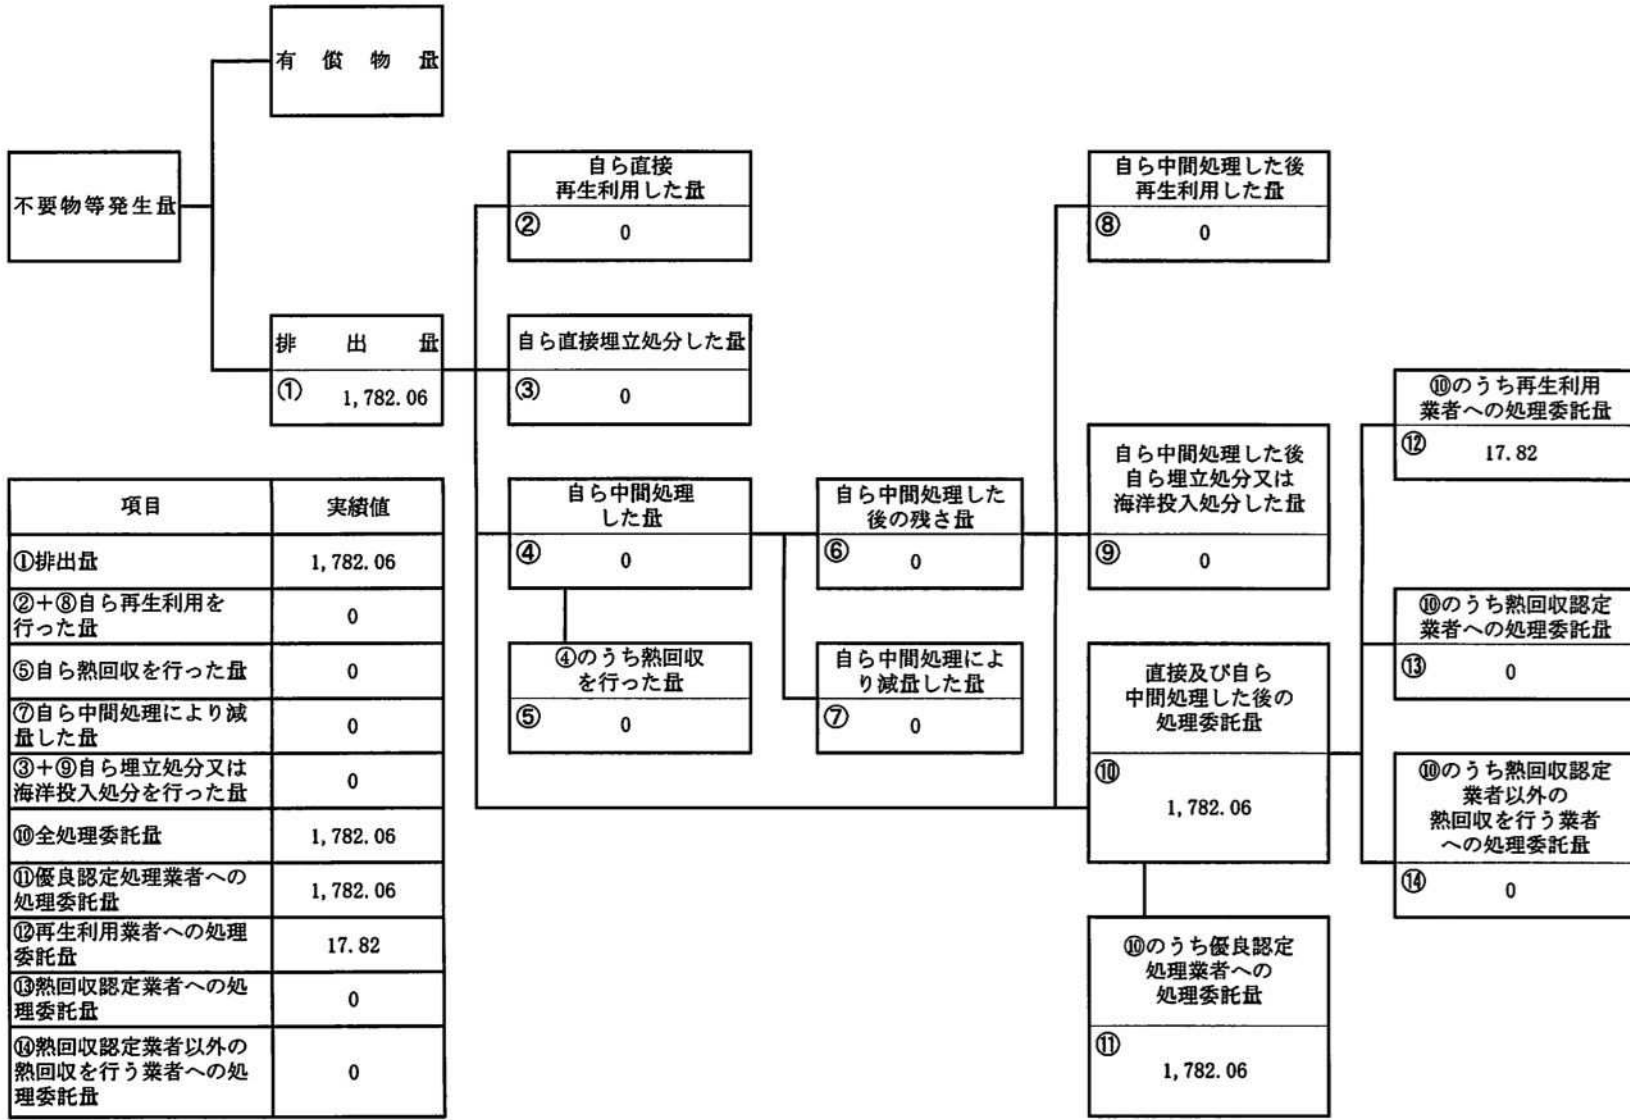 有償物量
不要物等発生量
排出量
① 1,782.06
自ら直接
再生利用した量
② 0
自ら直接埋立処分した量
③ 0
自ら中間処理
した量
④ 0
④のうち熱回収
を行った量
⑤ 0
自ら中間処理した
後の残さ量
⑥ 0
自ら中間処理によ
り減量した量
⑦ 0
自ら中間処理した後
再生利用した量
⑧ 0
自ら中間処理した後
自ら埋立処分又は
海洋投入処分した量
⑨ 0
直接及び自ら
中間処理した後の
処理委託量
⑩
1,782.06
⑩のうち優良認定
処理業者への
処理委託量
⑪
1,782.06
⑩のうち再生利用
業者への処理委託量
⑫ 17.82
⑩のうち熱回収認定
業者への処理委託量
⑬ 0
⑩のうち熱回収認定
業者以外の
熱回収を行う業者
への処理委託量
⑭ 0
項目 実績値
①排出量 1,782.06
②+⑧自ら再生利用を
行った量 0
⑤自ら熱回収を行った量 0
⑦自ら中間処理により減
量した量 0
③+⑨自ら埋立処分又は
海洋投入処分を行った量 0
⑩全処理委託量 1,782.06
⑪優良認定処理業者への
処理委託量 1,782.06
⑫再生利用業者への処理
委託量 17.82
⑬熱回収認定業者への処
理委託量 0
⑭熱回収認定業者以外の
熱回収を行う業者への処
理委託量 0